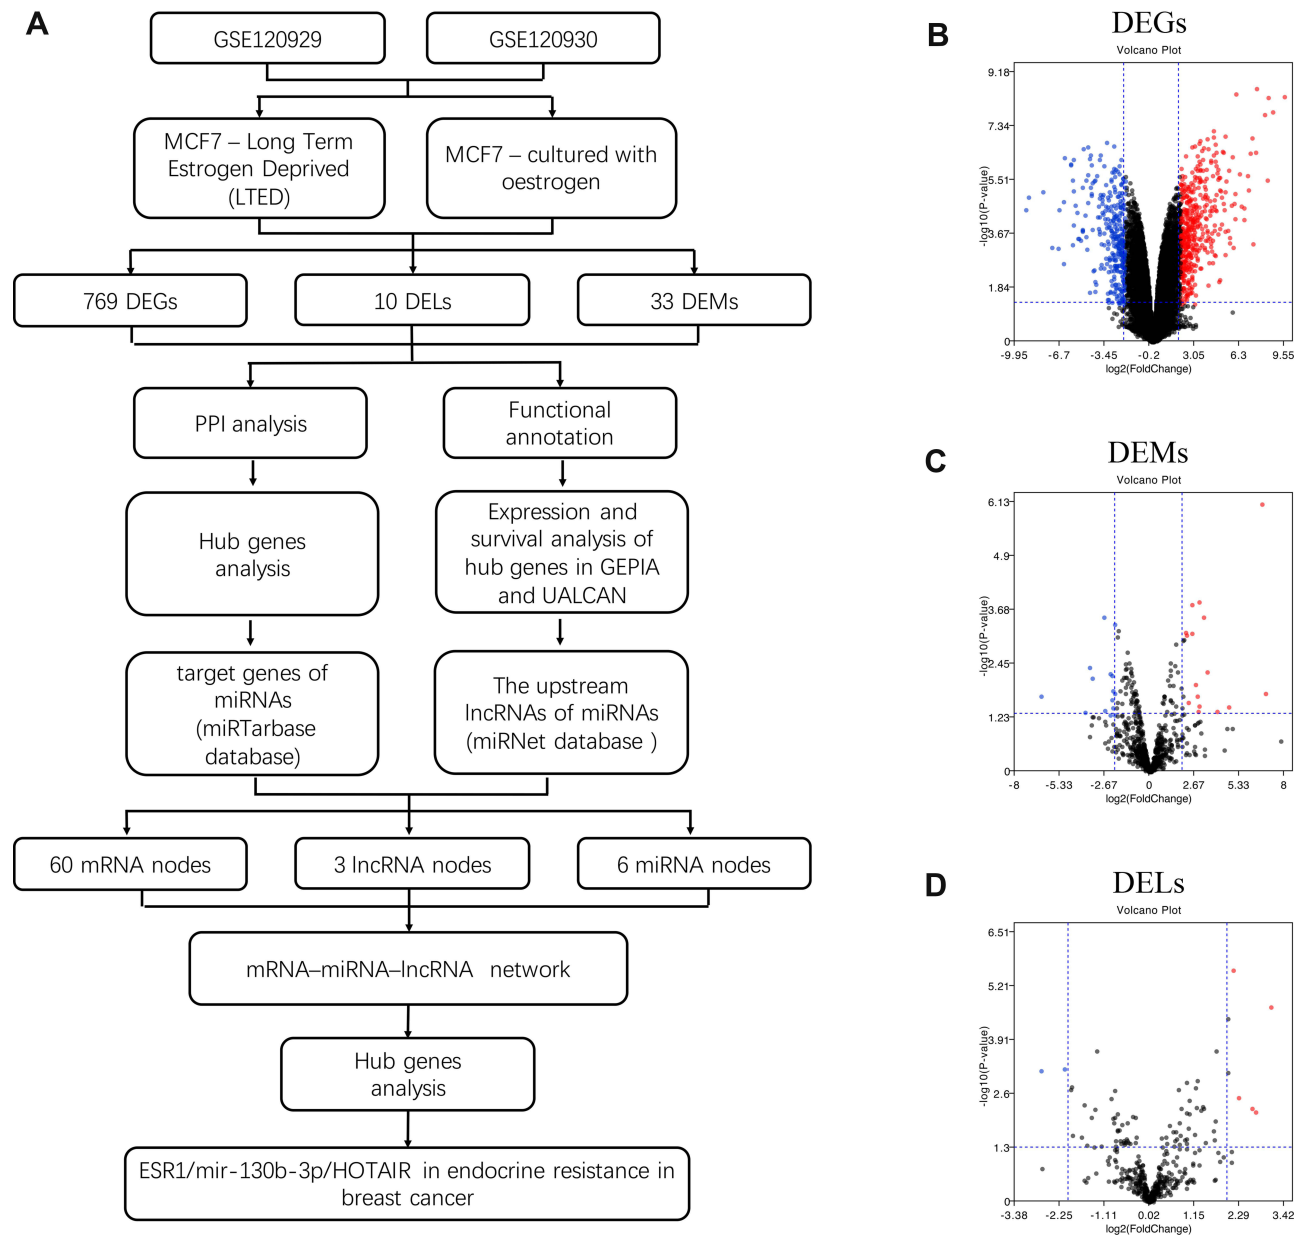 A
GSE120929
GSE120930
MCF7 – Long Term
Estrogen Deprived
(LTED)
MCF7 – cultured with
oestrogen
769 DEGs
10 DELs
33 DEMs
PPI analysis
Functional
annotation
Hub genes
analysis
Expression and
survival analysis of
hub genes in GEPIA
and UALCAN
target genes of
miRNAs
(miRTarbase
database)
The upstream
lncRNAs of miRNAs
(miRNet database )
60 mRNA nodes
3 lncRNA nodes
6 miRNA nodes
mRNA–miRNA–lncRNA network
Hub genes
analysis
ESR1/mir-130b-3p/HOTAIR in endocrine resistance in
breast cancer
B
DEGs
Volcano Plot
-log10(P-value)
9.18
7.34
5.51
3.67
1.84
0
-9.95 -6.7 -3.45 -0.2 3.05 6.3 9.55
log2(FoldChange)
C
DEMs
Volcano Plot
-log10(P-value)
6.13
4.9
3.68
2.45
1.23
0
-8 -5.33 -2.67 0 2.67 5.33 8
log2(FoldChange)
D
DELs
Volcano Plot
-log10(P-value)
6.51
5.21
3.91
2.6
1.3
0
-3.38 -2.25 -1.11 0.02 1.15 2.29 3.42
log2(FoldChange)